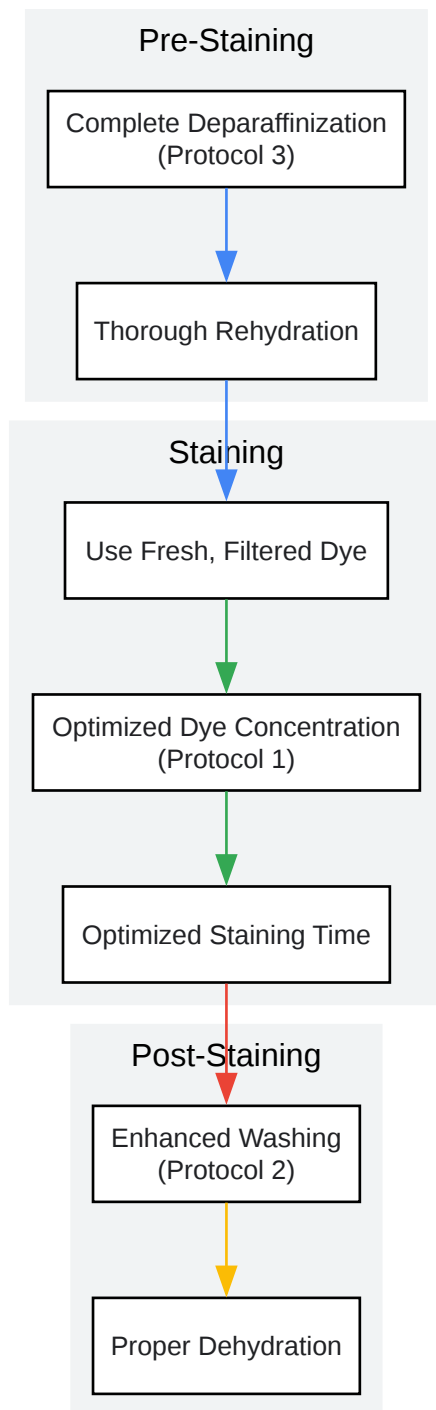 Pre-Staining
Complete Deparaffinization
(Protocol 3)
Thorough Rehydration
Staining
Use Fresh, Filtered Dye
Optimized Dye Concentration
(Protocol 1)
Optimized Staining Time
Post-Staining
Enhanced Washing
(Protocol 2)
Proper Dehydration